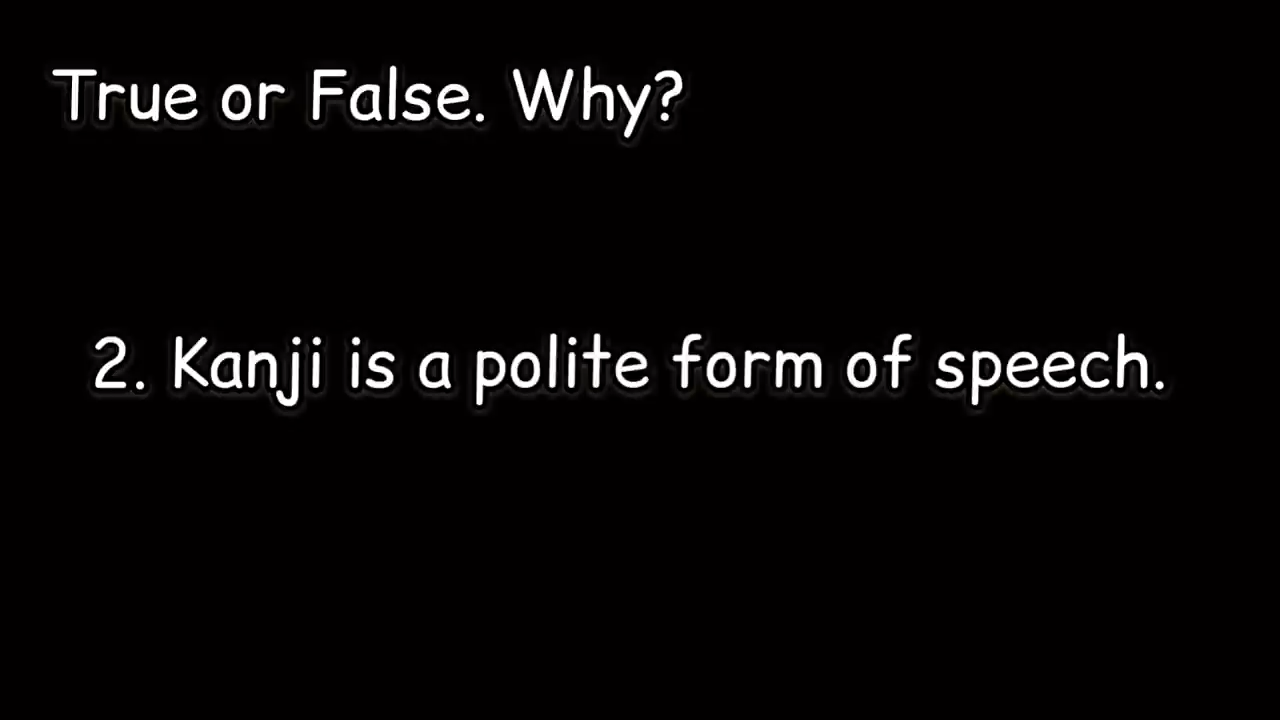 True or False. Why?
2. Kanji is a polite form of speech.